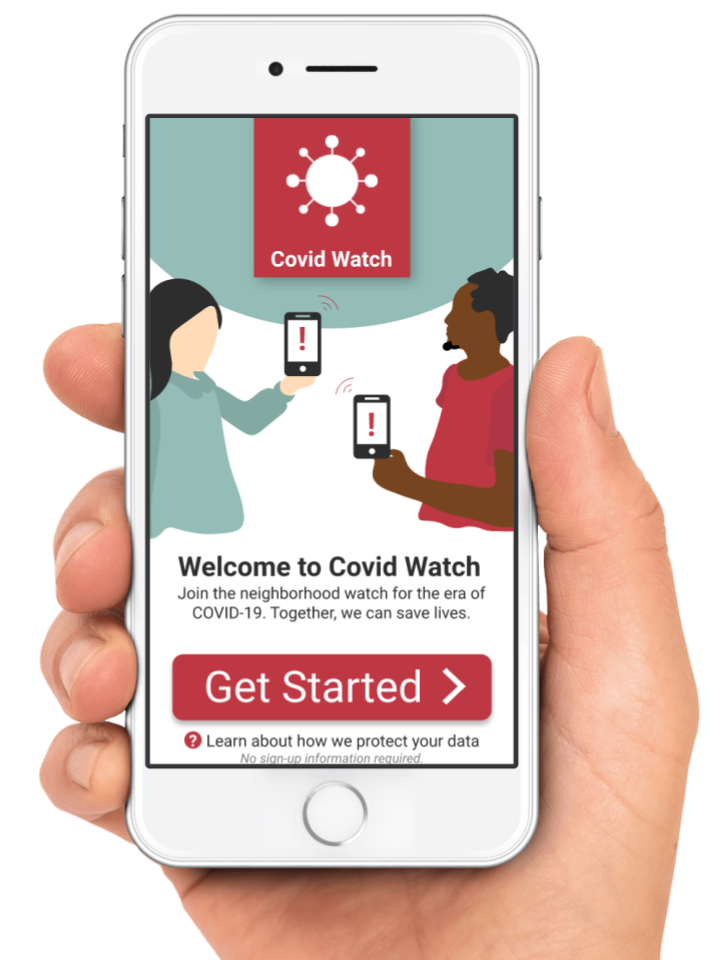 Covid Watch
!
!
Welcome to Covid Watch
Join the neighborhood watch for the era of
COVID-19. Together, we can save lives.
Get Started
? Learn about how we protect your data
No sign-up information required.